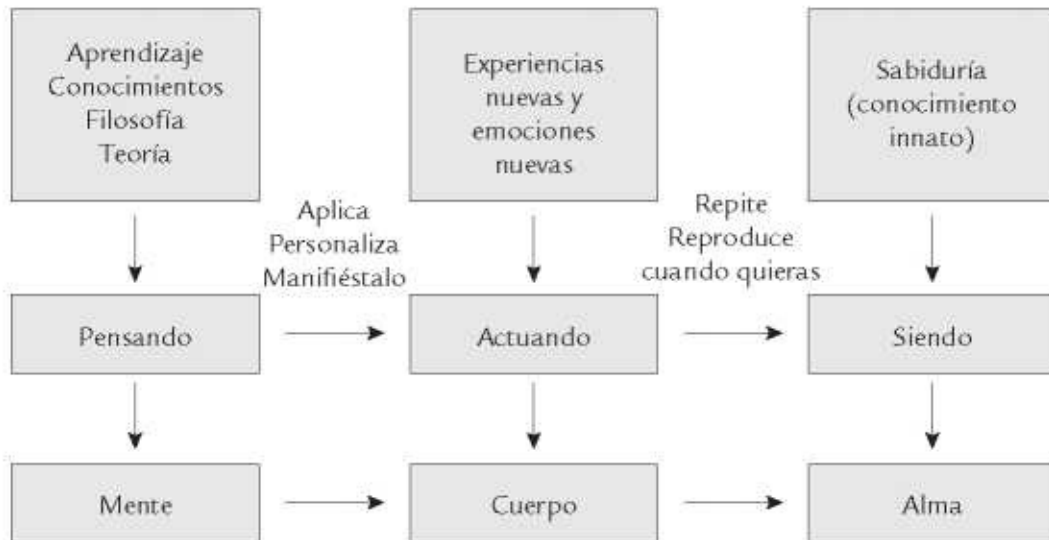 Aprendizaje
Conocimientos
Filosofía
Teoría
Experiencias
nuevas y
emociones
nuevas
Sabiduría
(conocimiento
innato)
Aplica
Personaliza
Manifiéstalo
Repite
Reproduce
cuando quieras
Pensando
Actuando
Siendo
Mente
Cuerpo
Alma